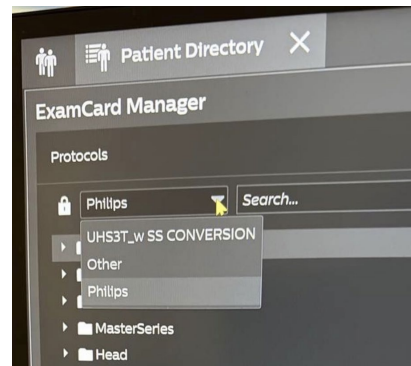 Patient Directory
ExamCard Manager
Protocols
Philips
Search...
UHS3T_w SS CONVERSION
Other
Philips
MasterSeries
Head